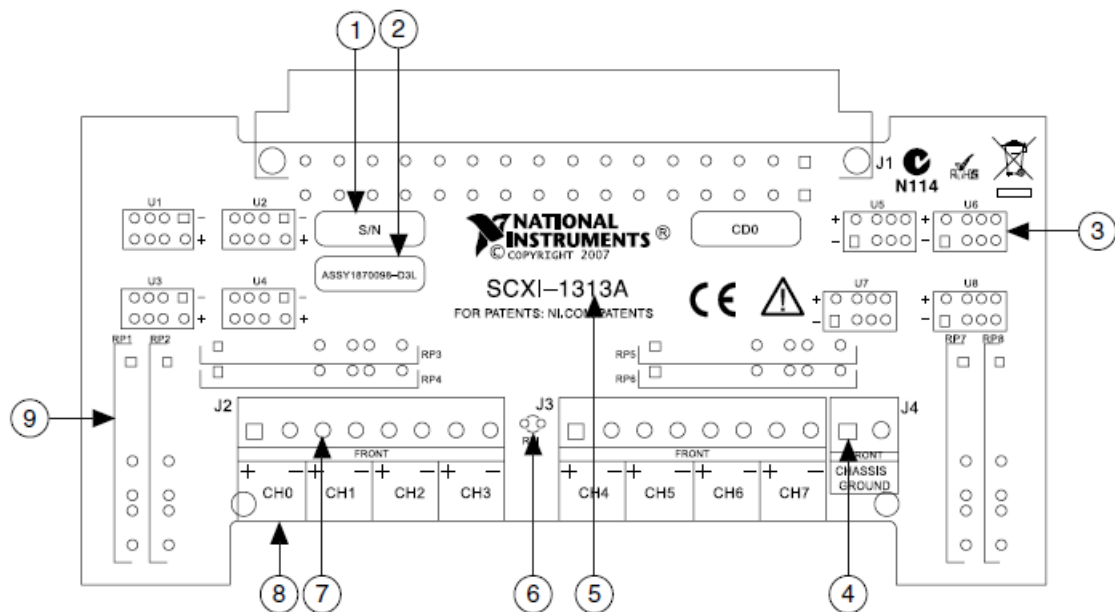 1 2
J1
N114
RoHS
U1 U2 U5 U6
- - + +
+ + - -
S/N
NATIONAL INSTRUMENTS ®
© COPYRIGHT 2007
CD0
3
ASSY187009B-D3L
SCXI-1313A
FOR PATENTS: NI.COM/PATENTS
CE
U3 U4 U7 U8
- - + +
+ + - -
RP1 RP2 RP3 RP5 RP7 RP8
RP4 RP6
9
J2 J3 J4
FRONT FRONT FRONT
+ - + - + - + - + - + - + - + -
CH0 CH1 CH2 CH3 CH4 CH5 CH6 CH7
CHASSIS
GROUND
8 7 6 5 4